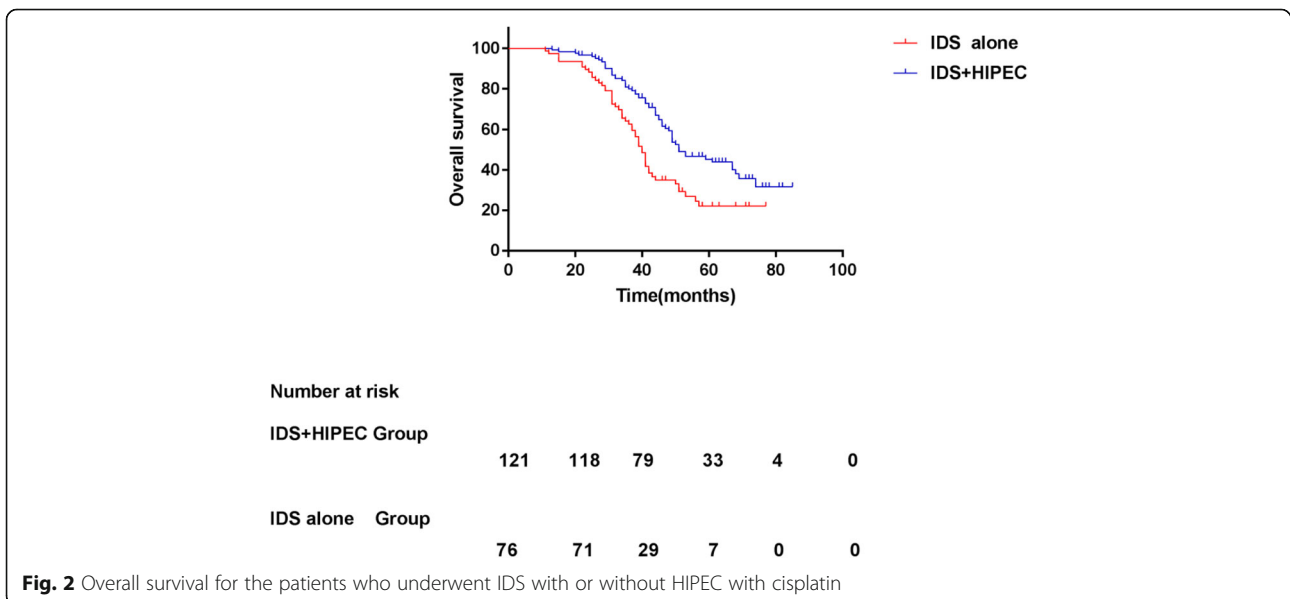 100
80
60
40
20
0
Overall survival
0 20 40 60 80 100
Time(months)
IDS alone
IDS+HIPEC
Number at risk
IDS+HIPEC Group
121 118 79 33 4 0
IDS alone Group
76 71 29 7 0 0
Fig. 2 Overall survival for the patients who underwent IDS with or without HIPEC with cisplatin